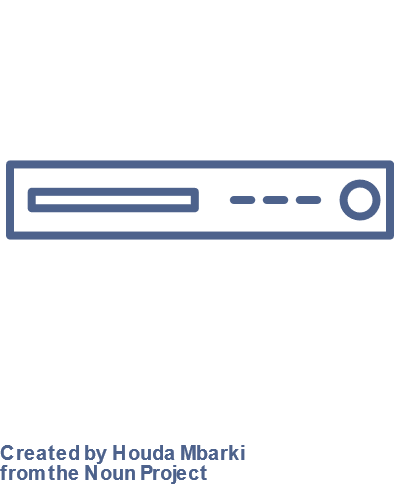 Created by Houda Mbarki
from the Noun Project